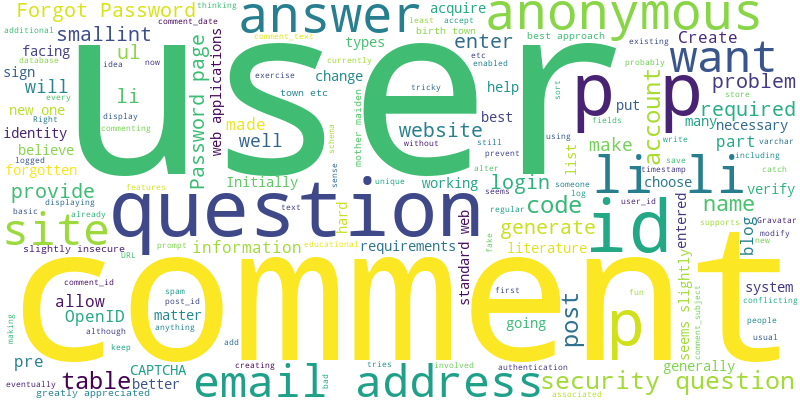 Forgot Password
comment_date
thinking
answer
acquire
least
accept
anonymous
additional
smallint
comment_text
birth town
best approach
existing
facing
ul
types
enter
Create
want
database
idea
now
currently
etc
enabled
probably
sign
will
li
Password page
web applications
exercise
town etc
change
help
tricky
sort
store
problem
every
new one
Right
display
user
p
p
account
put
required
made
mother maiden
website
best
fields
many
necessary
identity
commenting
well
without
still
prevent
using
write
part
varchar
believe
logged
schema
make
list
save
including
forgotten
displaying
Initially
sense
alter
li
li
timestamp
catch
provide
features
unique
working
login
seems
someone
log
choose
verify
basic
already
question
text
hard
regular
code
user_id
name
Gravatar
site
prompt
educational
generate
id
entered
supports
modify
slightly insecure
URL
information
requirements
standard web
fake
literature
blog
new
comment
comment_id
spam
post_id
first
p
post
seems slightly
system
allow
conflicting
OpenID
matter
going
fun
comment_subject
people
making
although
anything
usual
pre
keep
add
authentication
CAPTCHA
creating
tries
involved
generally
table
better
email address
security question
eventually
greatly appreciated
bad
associated